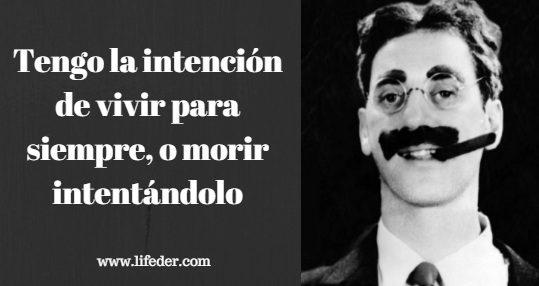 Tengo la intención
de vivir para
siempre, o morir
intentándolo
www.lifeder.com